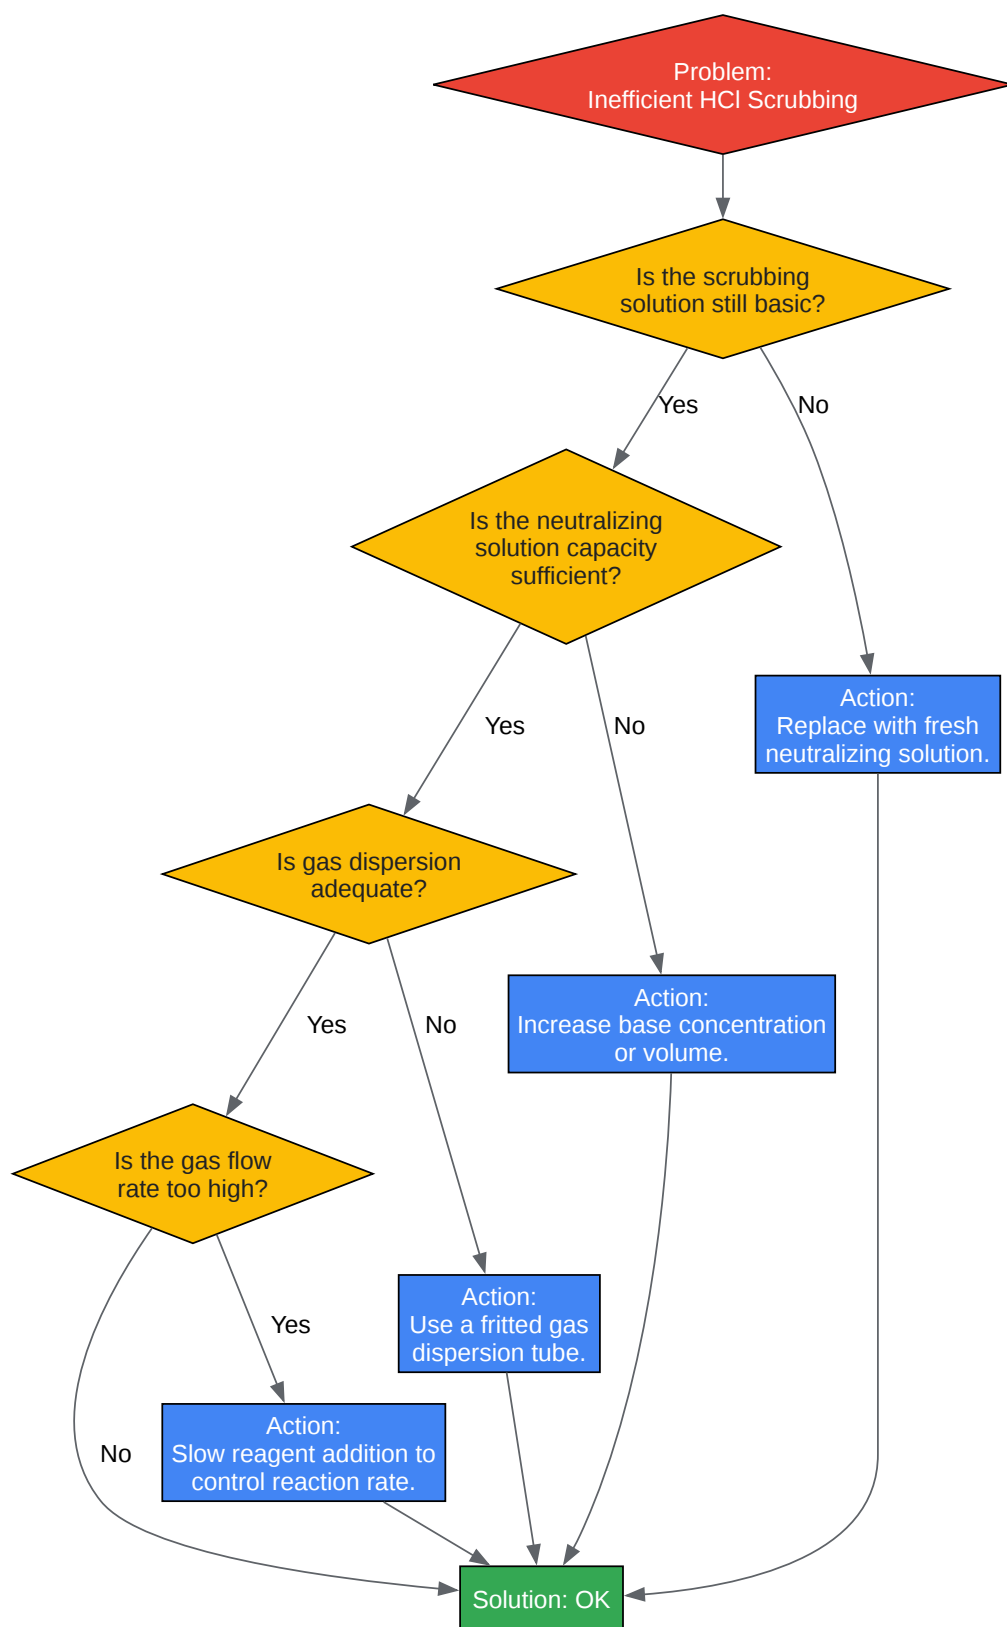 Problem:
Inefficient HCl Scrubbing
Is the scrubbing
solution still basic?
Yes
No
Is the neutralizing
solution capacity
sufficient?
Action:
Replace with fresh
neutralizing solution.
Yes
No
Is gas dispersion
adequate?
Action:
Increase base concentration
or volume.
Yes
No
Is the gas flow
rate too high?
Action:
Use a fritted gas
dispersion tube.
Yes
No
Action:
Slow reagent addition to
control reaction rate.
Solution: OK